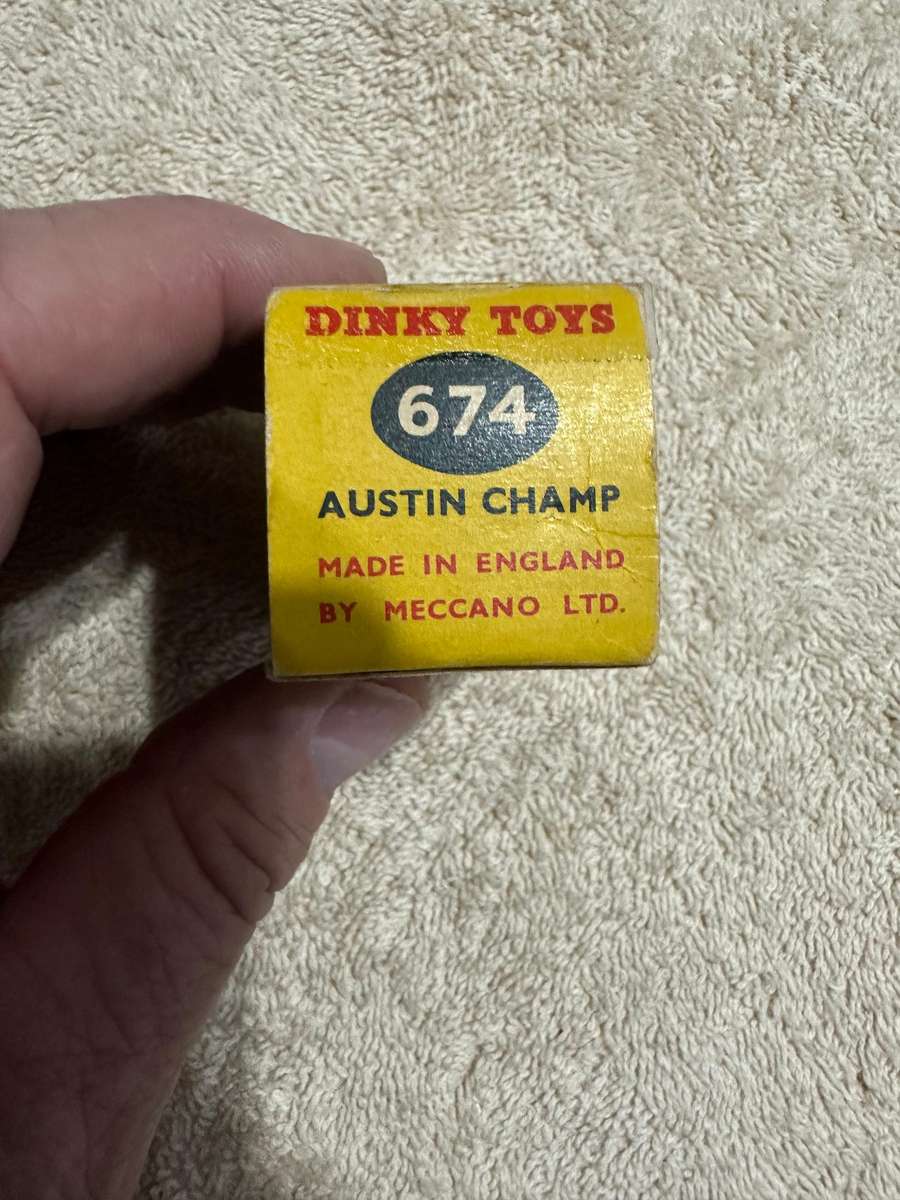 DINKY TOYS
674
AUSTIN CHAMP
MADE IN ENGLAND
BY MECCANO LTD.